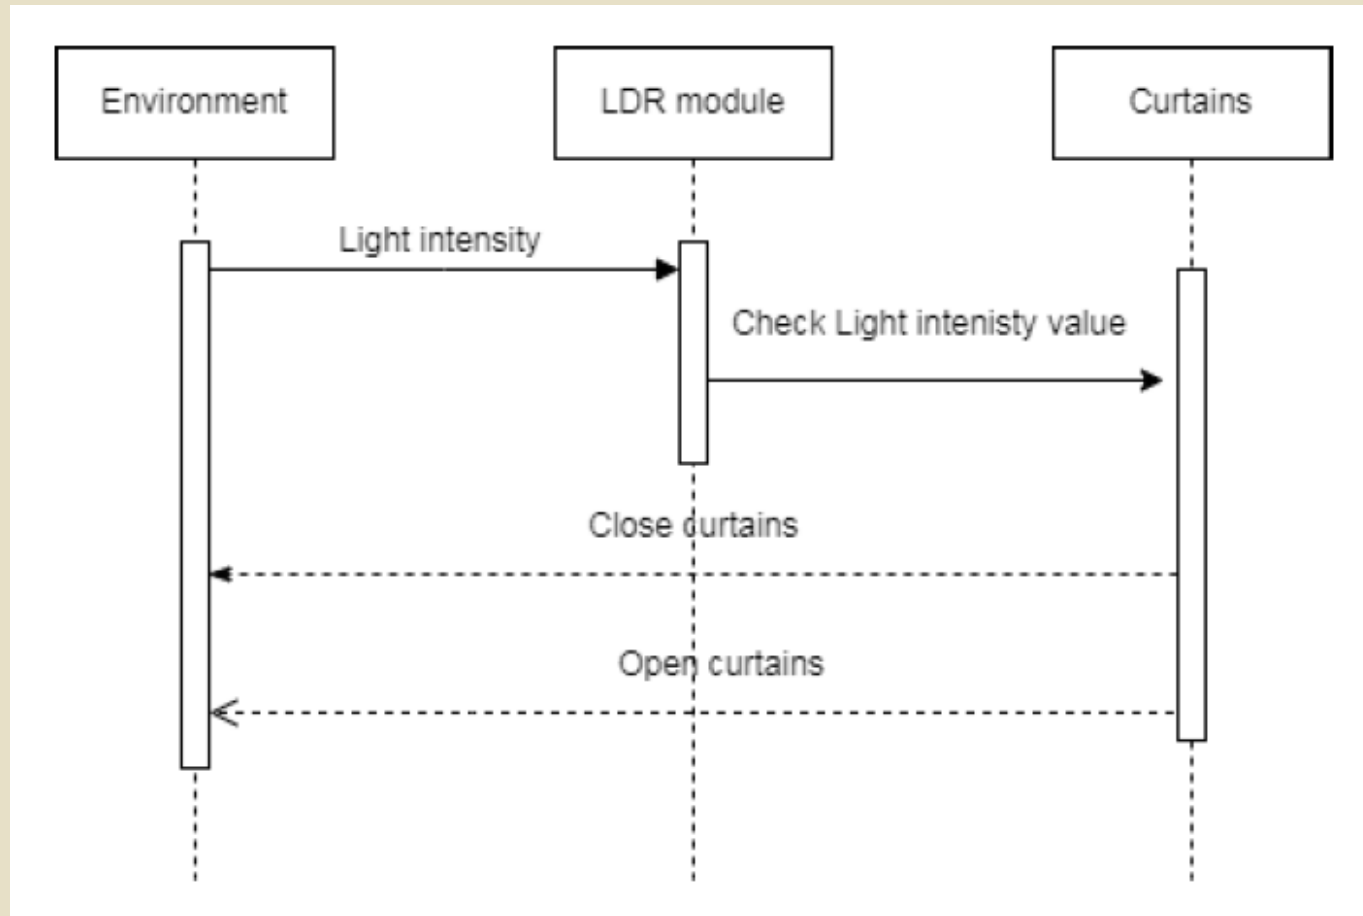 Environment
LDR module
Curtains
Light intensity
Check Light intenisty value
Close curtains
Open curtains